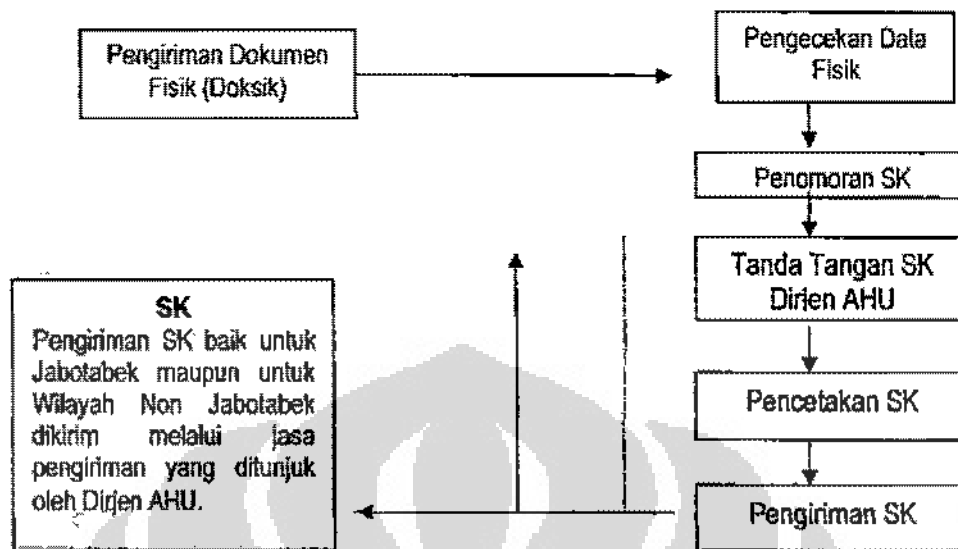 Pengiriman Dokumen
Fisik (Doksik)
Pengecekan Data
Fisik
Penomoran SK
Tanda Tangan SK
Dirjen AHU
Pencetakan SK
Pengiriman SK
SK
Pengiriman SK baik untuk
Jabotabek maupun untuk
Wilayah Non Jabotabek
dikirim melalui jasa
pengiriman yang ditunjuk
oleh Dirjen AHU.